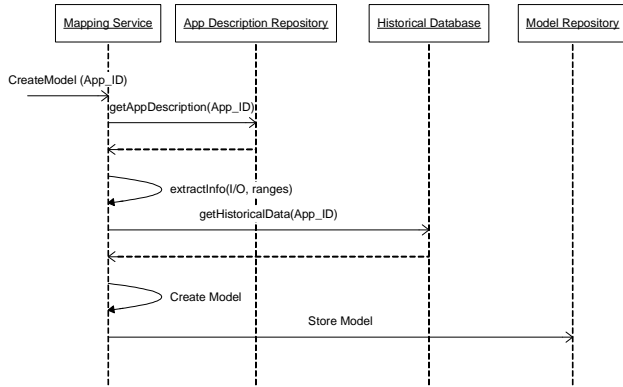 Mapping Service
App Description Repository
Historical Database
Model Repository
CreateModel (App_ID)
getAppDescription(App_ID)
extractInfo(I/O, ranges)
getHistoricalData(App_ID)
Create Model
Store Model